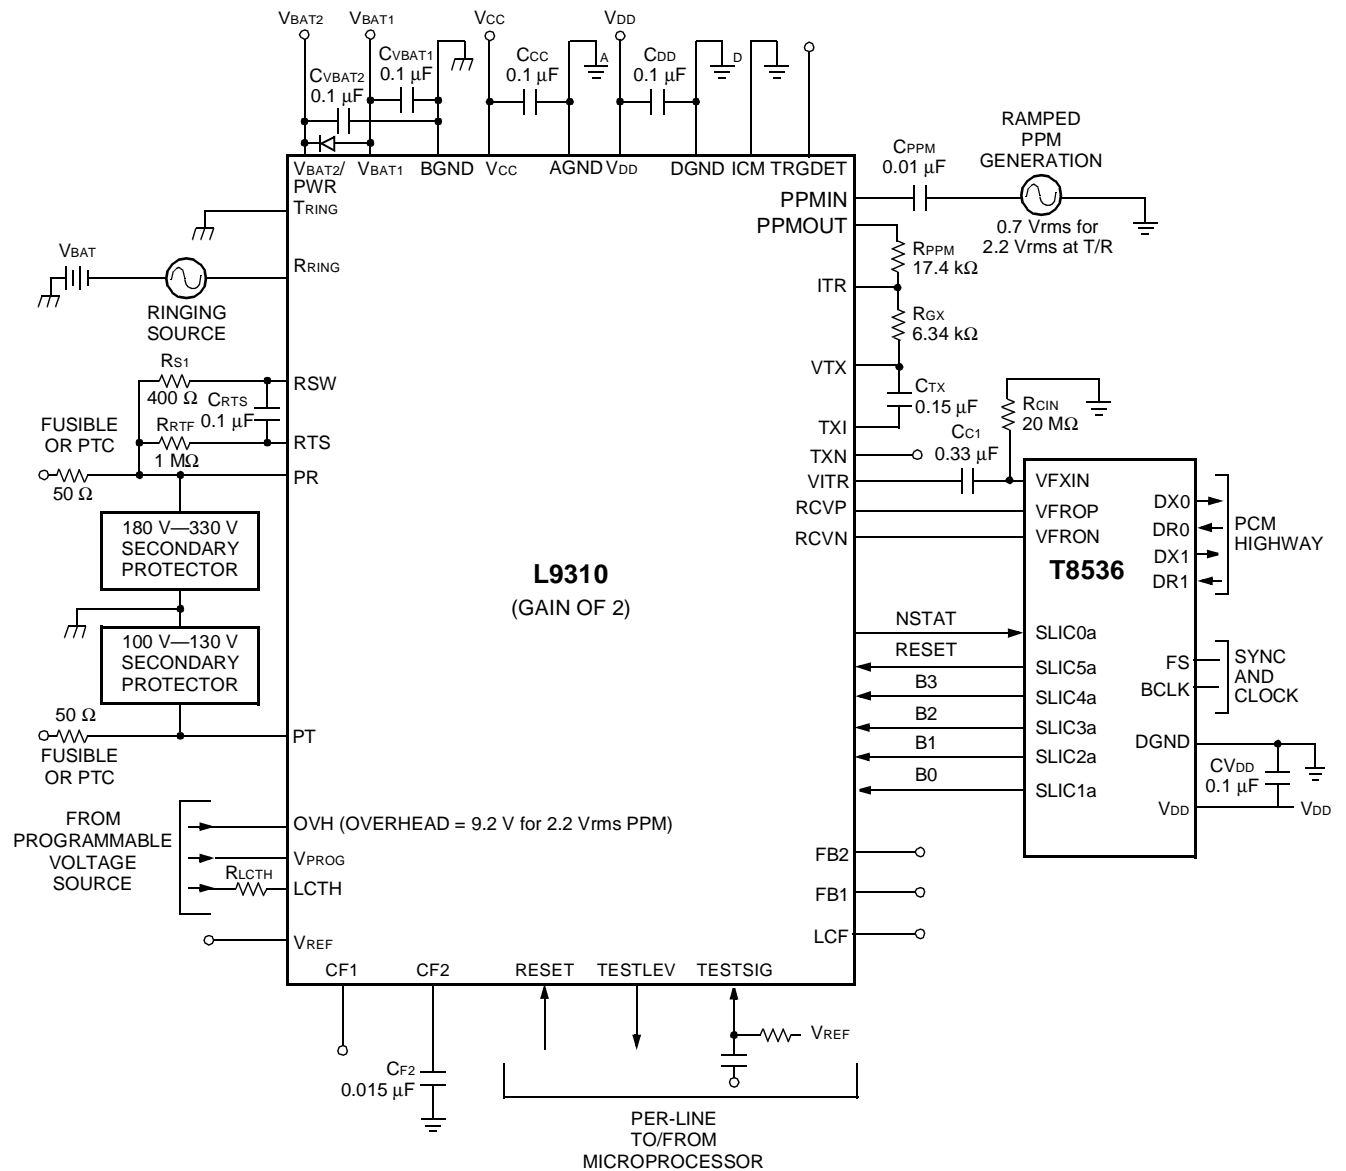 VBAT2
VBAT1
VCC
VDD
CVBAT2
0.1 µF
CVBAT1
0.1 µF
CCC
0.1 µF
A
CDD
0.1 µF
D
VBAT2/
PWR
VBAT1
BGND
VCC
AGND
VDD
DGND
ICM
TRGDET
TRING
RRING
VBAT
RINGING
SOURCE
RS1
400 Ω
CRTS
0.1 µF
RRTF
1 MΩ
RSW
RTS
PR
FUSIBLE
OR PTC
50 Ω
180 V—330 V
SECONDARY
PROTECTOR
100 V—130 V
SECONDARY
PROTECTOR
50 Ω
FUSIBLE
OR PTC
PT
FROM
PROGRAMMABLE
VOLTAGE
SOURCE
OVH (OVERHEAD = 9.2 V for 2.2 Vrms PPM)
VPROG
RLCTH
LCTH
VREF
L9310
(GAIN OF 2)
CF1
CF2
RESET
TESTLEV
TESTSIG
CF2
0.015 µF
VREF
PER-LINE
TO/FROM
MICROPROCESSOR
PPMIN
PPMOUT
ITR
VTX
TXI
TXN
VITR
RCVP
RCVN
CPPM
0.01 µF
RAMPED
PPM
GENERATION
0.7 Vrms for
2.2 Vrms at T/R
RPPM
17.4 kΩ
RGX
6.34 kΩ
CTX
0.15 µF
CC1
0.33 µF
RCIN
20 MΩ
NSTAT
RESET
B3
B2
B1
B0
FB2
FB1
LCF
VFXIN
VFROP
VFRON
T8536
SLIC0a
SLIC5a
SLIC4a
SLIC3a
SLIC2a
SLIC1a
DX0
DR0
DX1
DR1
PCM
HIGHWAY
FS
BCLK
SYNC
AND
CLOCK
DGND
CVDD
0.1 µF
VDD
VDD